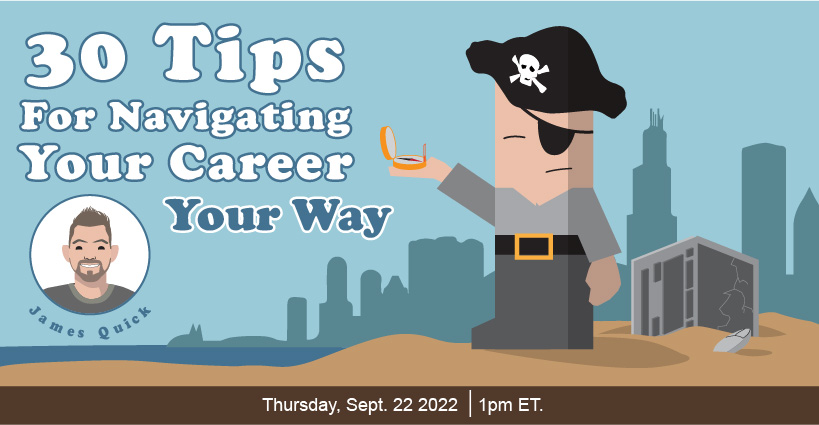 30 Tips
For Navigating
Your Career
Your Way
James Quick
Thursday, Sept. 22 2022 | 1pm ET.